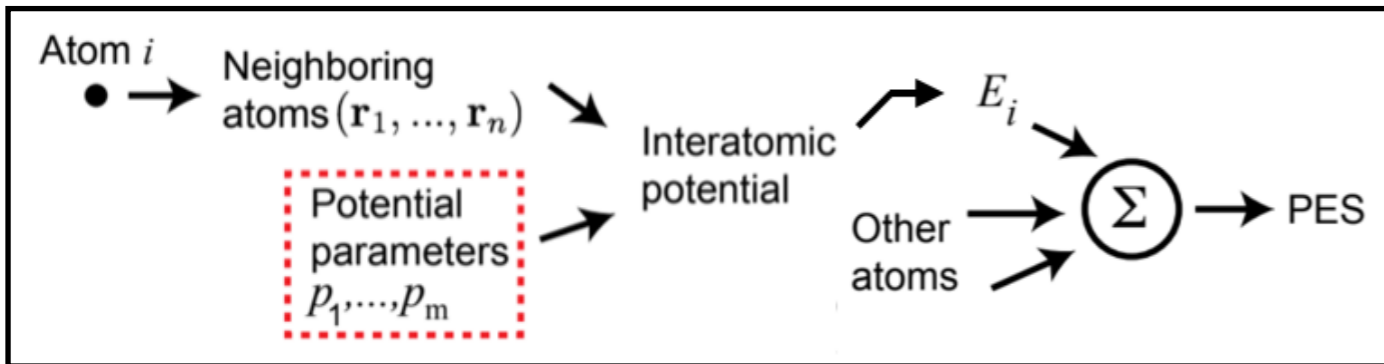 Atom i
Neighboring
atoms (r₁, ..., rₙ)
Potential
parameters
p₁,...,pₘ
Interatomic
potential
Eᵢ
Other
atoms
Σ
PES